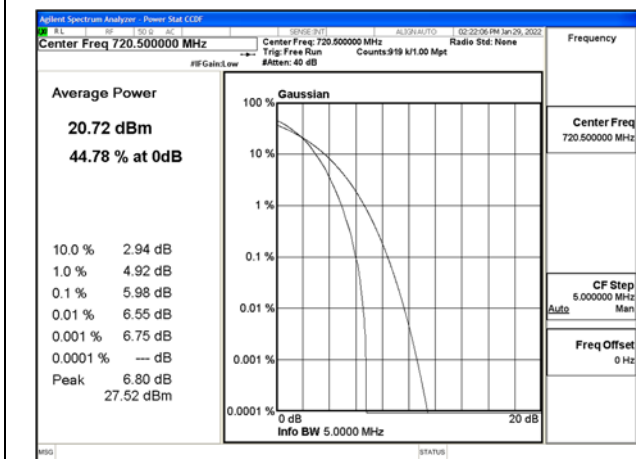 Agilent Spectrum Analyzer - Power Stat CCDF
RL RF 50 Ω AC SENSE:INT ALIGN AUTO 02:22:06 PM Jan 29, 2022
Center Freq 720.500000 MHz
Center Freq: 720.500000 MHz Radio Std: None
Trig: Free Run Counts:919 k/1.00 Mpt
#IFGain:Low #Atten: 40 dB
Frequency
Average Power
20.72 dBm
44.78 % at 0dB
10.0 % 2.94 dB
1.0 % 4.92 dB
0.1 % 5.98 dB
0.01 % 6.55 dB
0.001 % 6.75 dB
0.0001 % --- dB
Peak 6.80 dB
27.52 dBm
Gaussian
100 %
10 %
1 %
0.1 %
0.01 %
0.001 %
0.0001 %
0 dB 20 dB
Info BW 5.0000 MHz
Center Freq
720.500000 MHz
CF Step
5.000000 MHz
Auto Man
Freq Offset
0 Hz
MSG STATUS